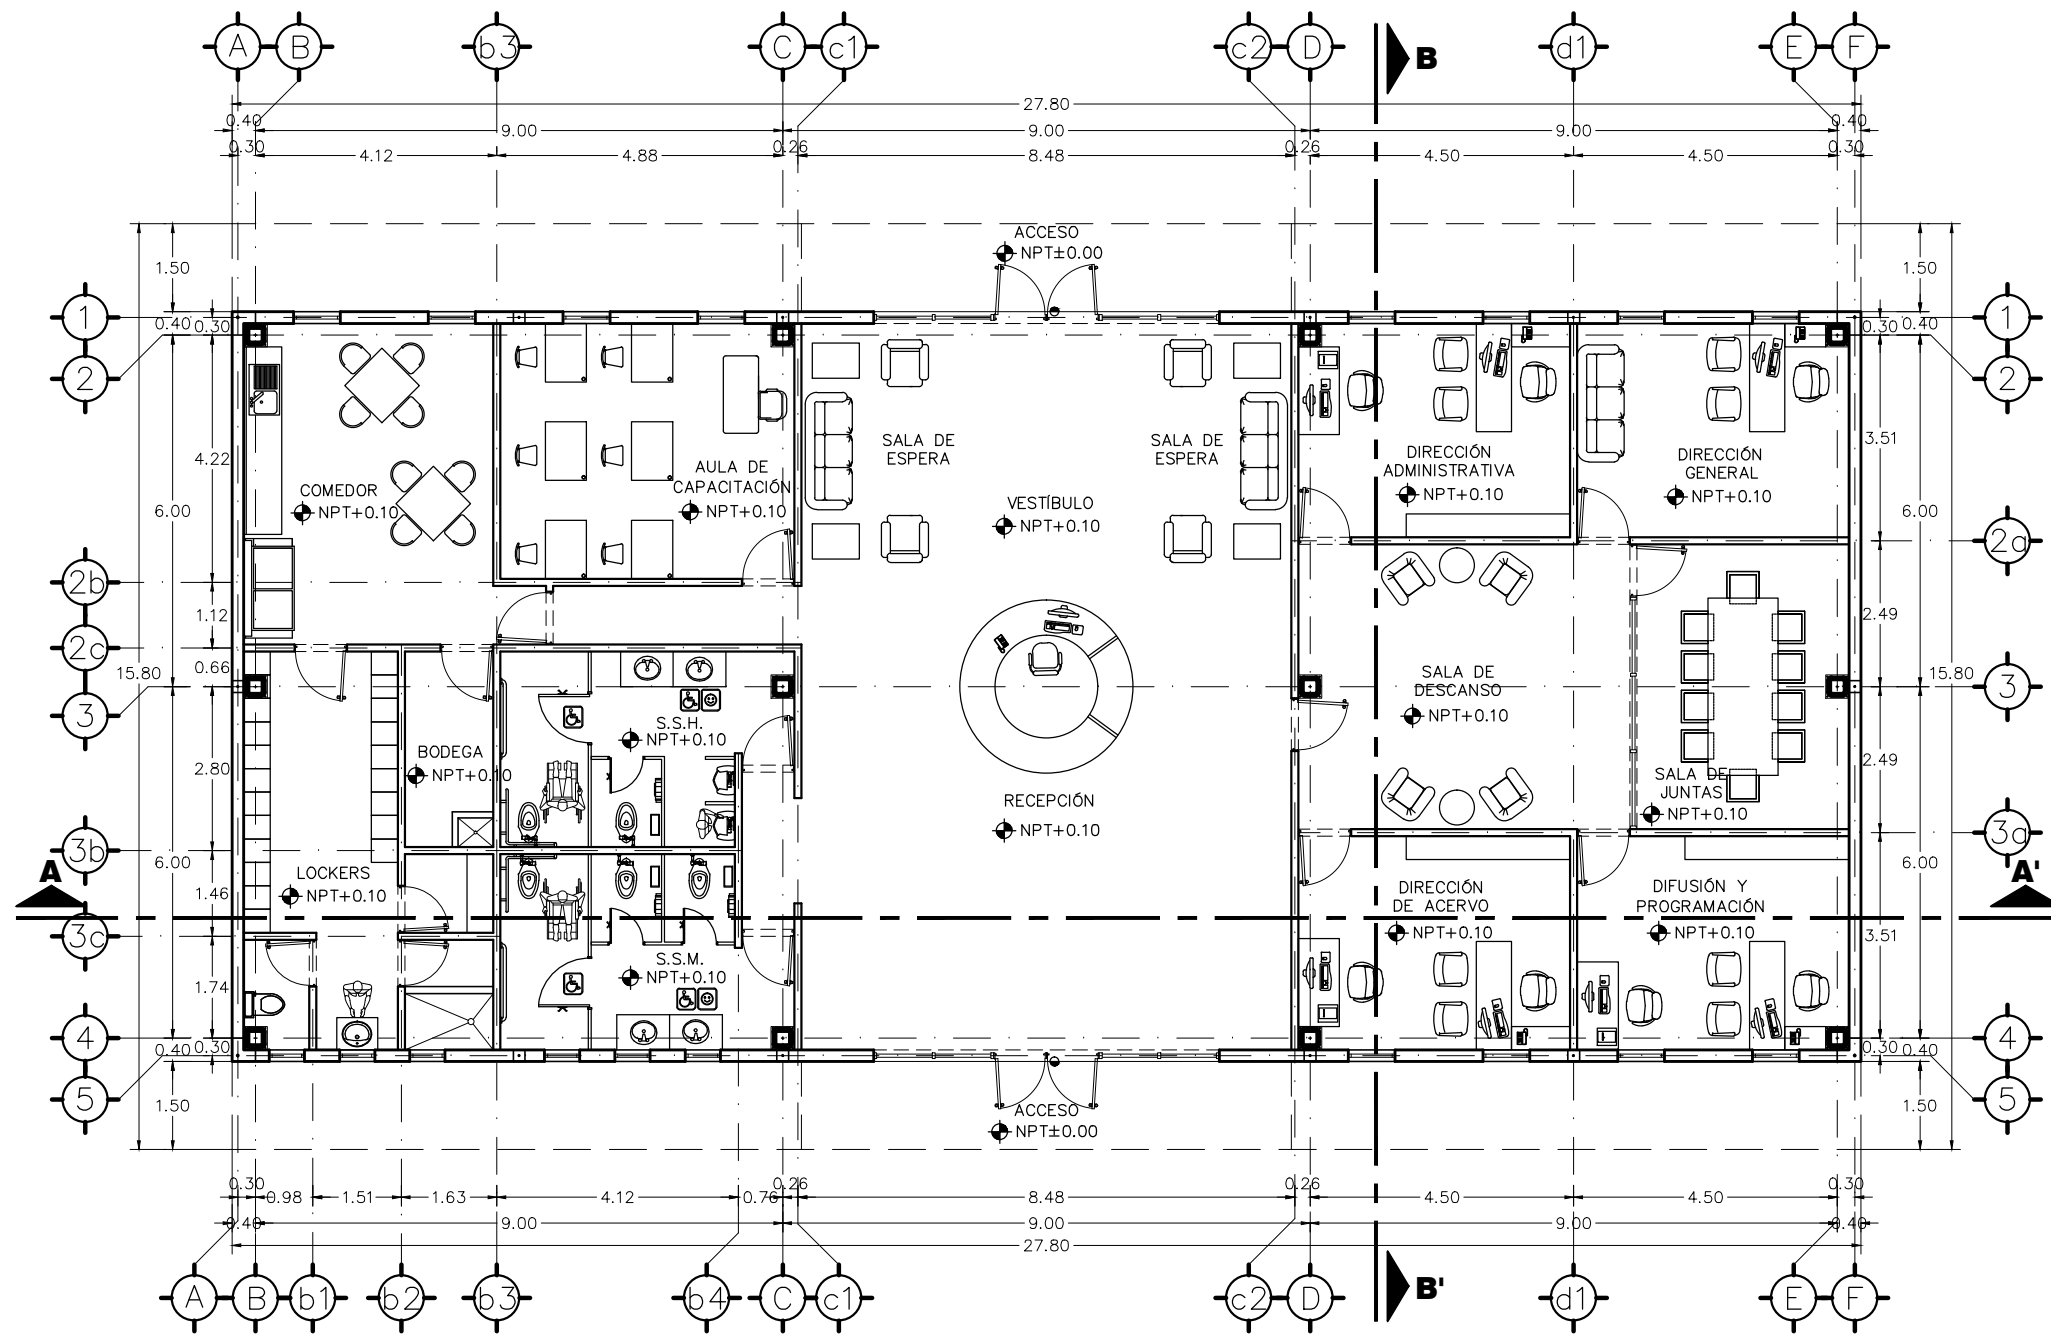 A B b3 C c1 c2 D d1 E F
B
27.80
0.40 9.00 9.00 9.00 0.40
0.30 4.12 4.88 0.26 8.48 0.26 4.50 4.50 0.30
ACCESO
NPT±0.00
1.50 1.50
1 1
0.40 0.30 0.30 0.40
2 2
3.51
SALA DE
ESPERA
SALA DE
ESPERA
DIRECCIÓN
ADMINISTRATIVA
NPT+0.10
DIRECCIÓN
GENERAL
NPT+0.10
4.22
AULA DE
CAPACITACIÓN
NPT+0.10
COMEDOR
NPT+0.10
VESTÍBULO
NPT+0.10
6.00 6.00
2a
2b
1.12 2.49
2c
0.66
15.80 15.80
3 3
SALA DE
DESCANSO
NPT+0.10
S.S.H.
NPT+0.10
BODEGA
NPT+0.10
2.80 2.49
SALA DE
JUNTAS
NPT+0.10
RECEPCIÓN
NPT+0.10
3b 3a
6.00 6.00
A A'
LOCKERS
NPT+0.10
1.46
DIRECCIÓN
DE ACERVO
NPT+0.10
DIFUSIÓN Y
PROGRAMACIÓN
NPT+0.10
3c 3.51
S.S.M.
NPT+0.10
1.74
4 4
0.40 0.30 0.30 0.40
5 5
1.50 1.50
ACCESO
NPT±0.00
0.30 0.98 1.51 1.63 4.12 0.76 0.26 8.48 0.26 4.50 4.50 0.30
0.40 9.00 9.00 9.00 0.40
27.80
B'
A B b1 b2 b3 b4 C c1 c2 D d1 E F